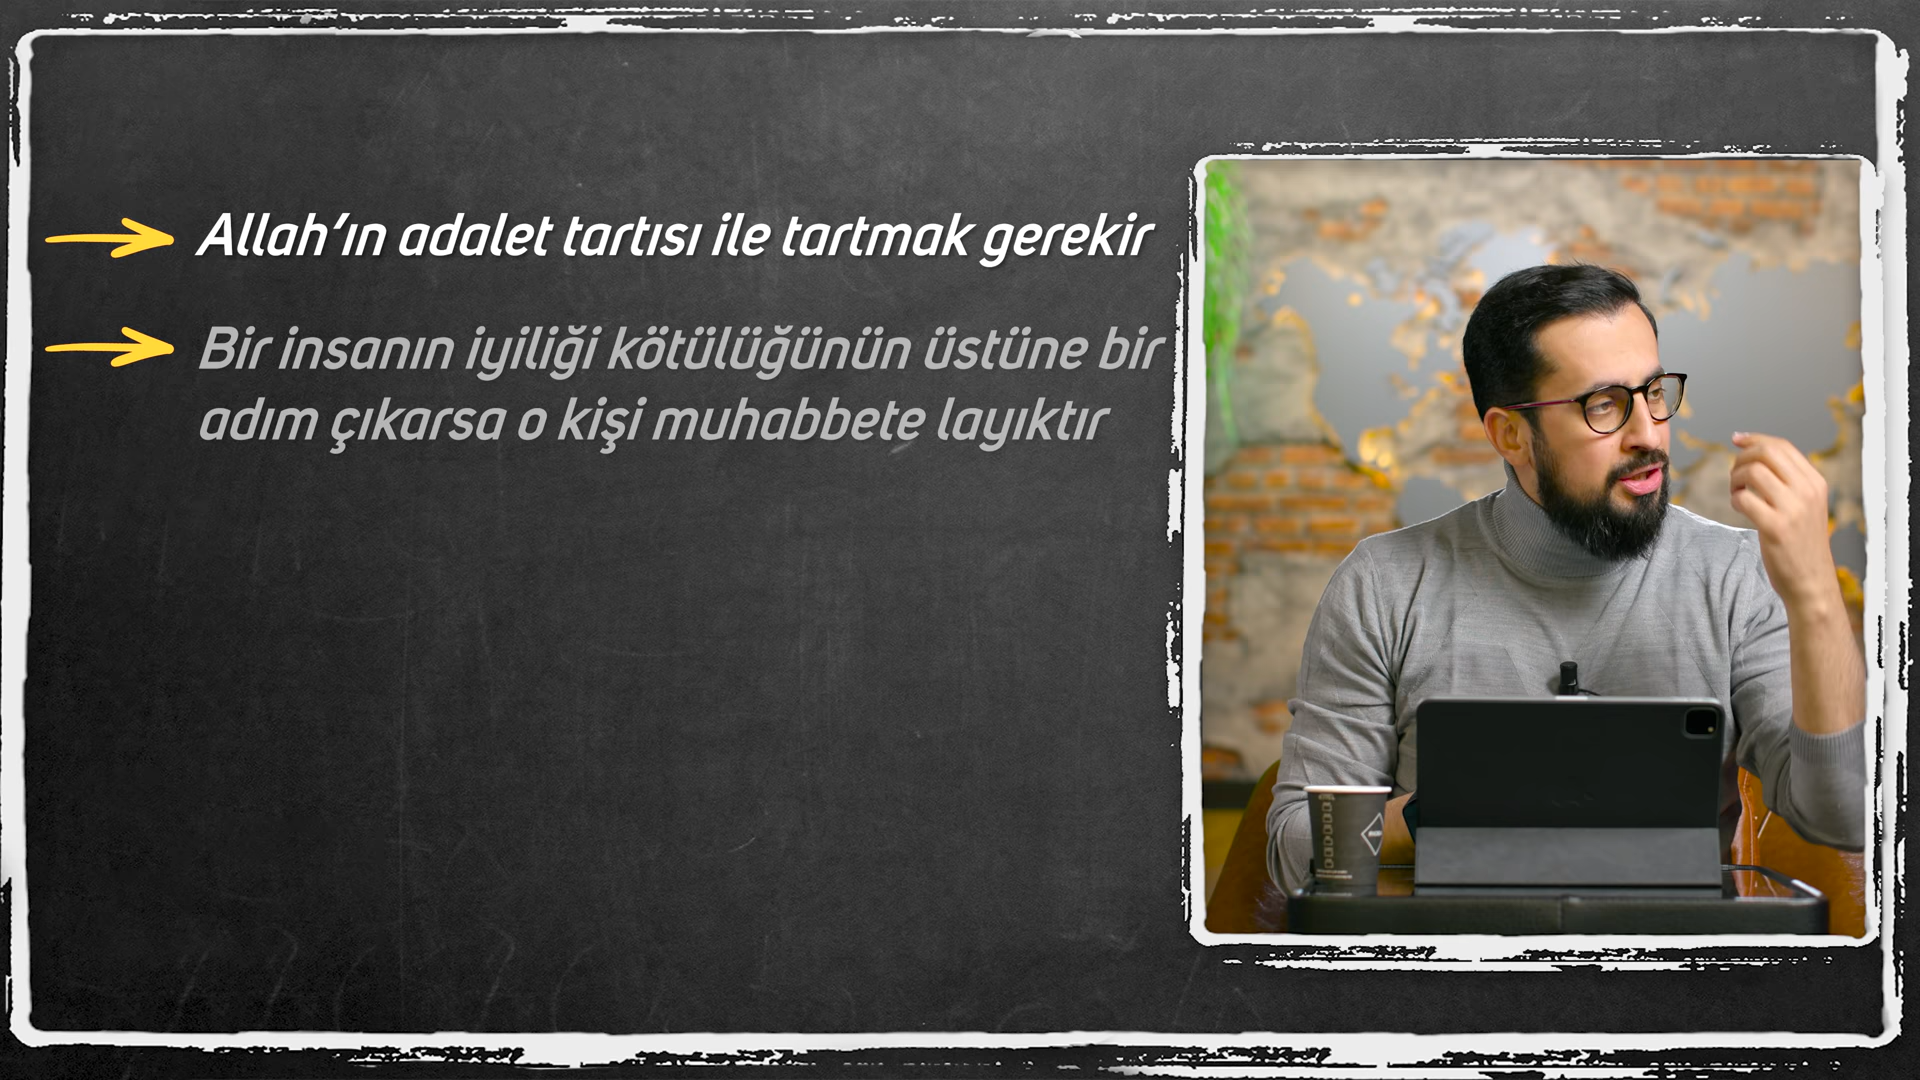 Allah’ın adalet tartısı ile tartmak gerekir
Bir insanın iyiliği kötülüğünün üstüne bir
adım çıkarsa o kişi muhabbete layıktır